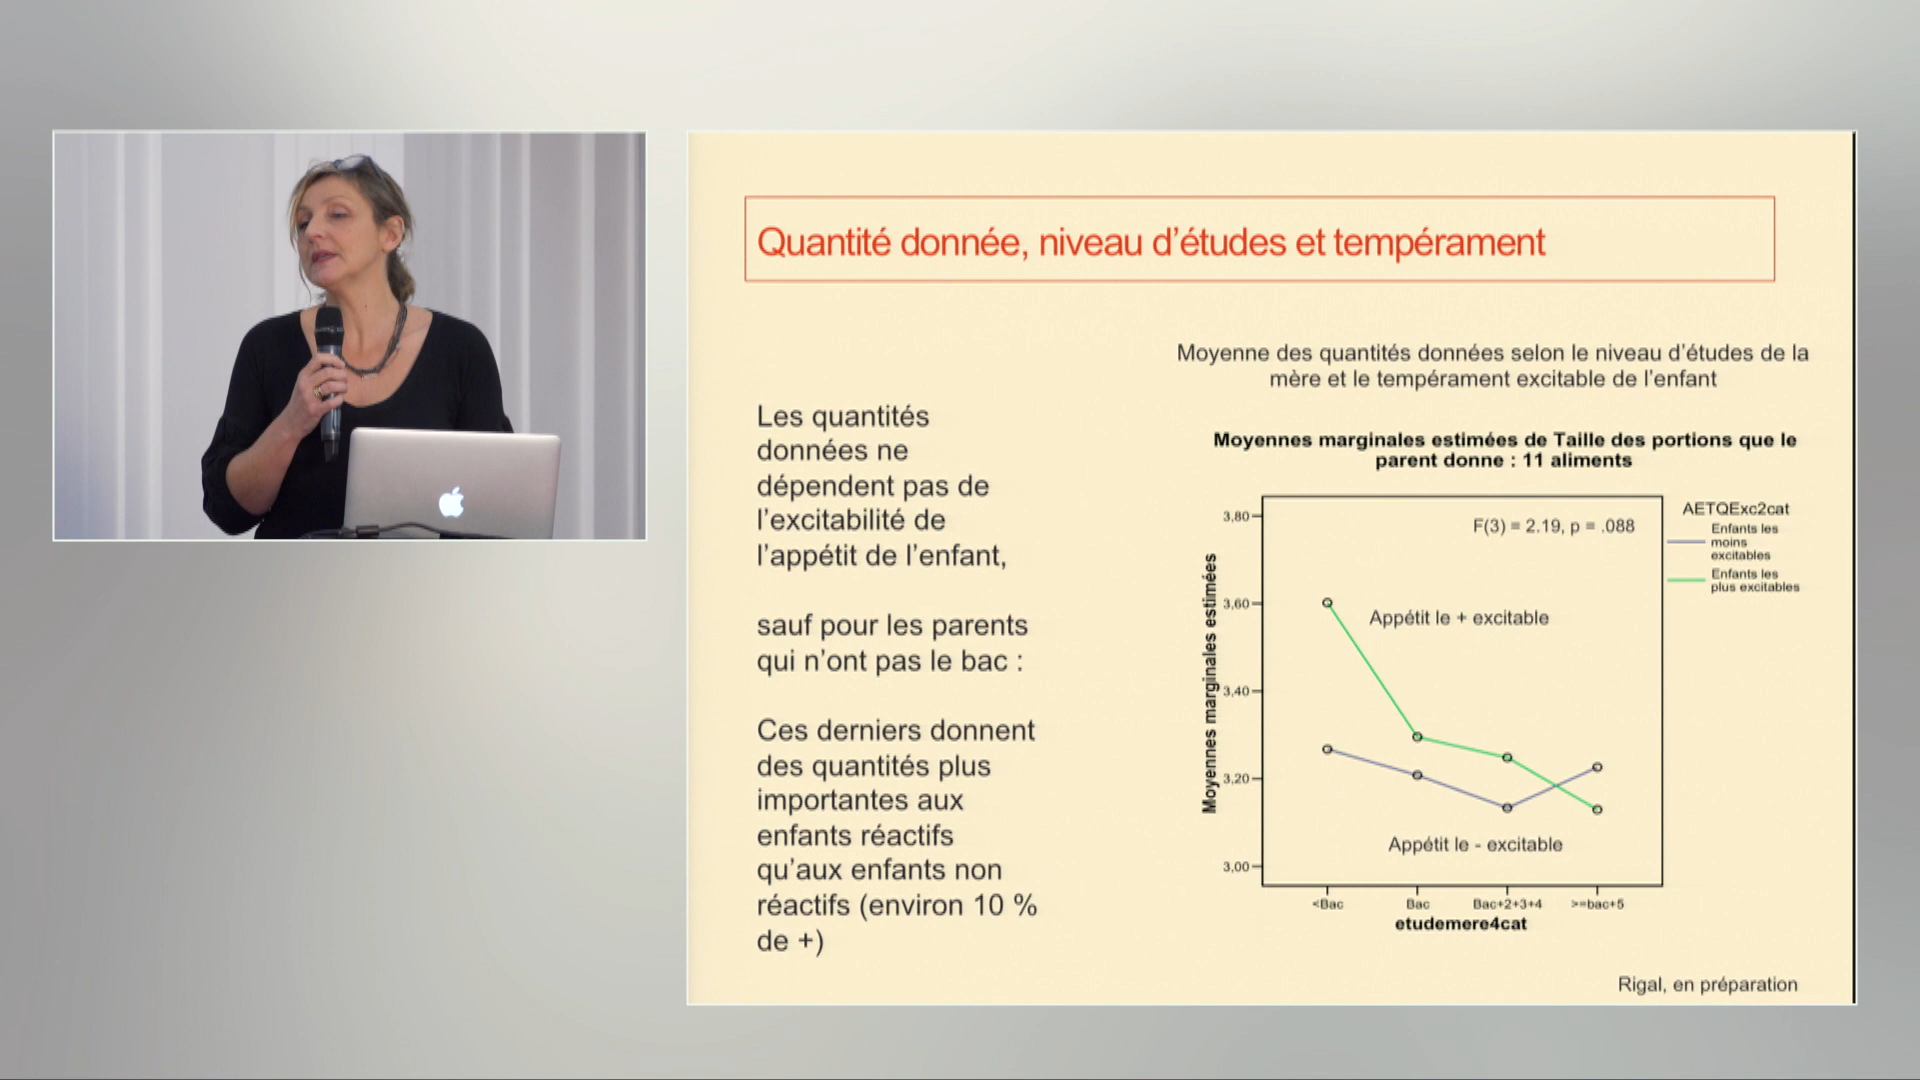 Quantité donnée, niveau d’études et tempérament
Les quantités
données ne
dépendent pas de
l’excitabilité de
l’appétit de l’enfant,
sauf pour les parents
qui n’ont pas le bac :
Ces derniers donnent
des quantités plus
importantes aux
enfants réactifs
qu’aux enfants non
réactifs (environ 10 %
de +)
Moyenne des quantités données selon le niveau d’études de la
mère et le tempérament excitable de l’enfant
Moyennes marginales estimées de Taille des portions que le
parent donne : 11 aliments
Moyennes marginales estimées
3,80
3,60
3,40
3,20
3,00
F(3) = 2.19, p = .088
Appétit le + excitable
Appétit le - excitable
AETQExc2cat
Enfants les
moins
excitables
Enfants les
plus excitables
<Bac
Bac
Bac+2+3+4
>=bac+5
etudemere4cat
Rigal, en préparation